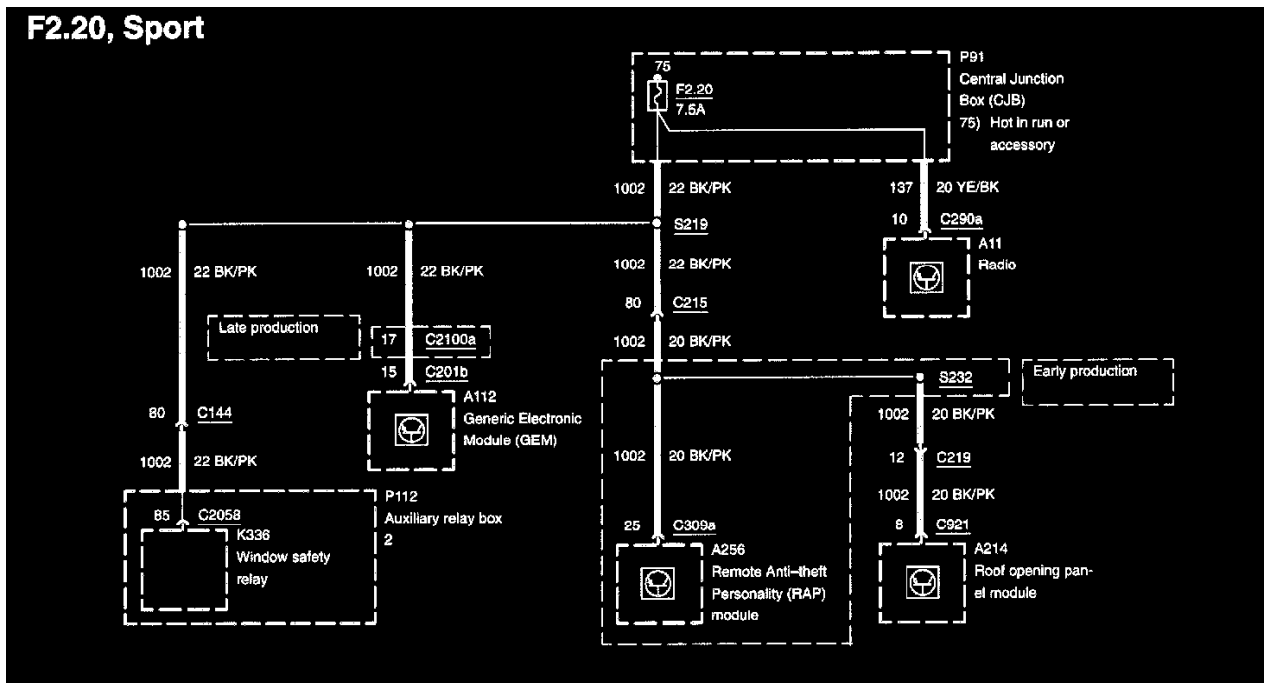 F2.20, Sport
P91
Central Junction
Box (CJB)
75) Hot in run or
accessory
75
F2.20
7.5A
1002 22 BK/PK
137 20 YE/BK
S219
10 C290a
A11
Radio
1002 22 BK/PK
1002 22 BK/PK
1002 22 BK/PK
80 C215
Late production
17 C2100a
1002 20 BK/PK
15 C201b
S232
Early production
A112
Generic Electronic
Module (GEM)
80 C144
1002 20 BK/PK
1002 22 BK/PK
1002 20 BK/PK
12 C219
1002 20 BK/PK
P112
Auxiliary relay box
2
85 C2058
K336
Window safety
relay
25 C309a
8 C921
A256
Remote Anti-theft
Personality (RAP)
module
A214
Roof opening pan-
el module